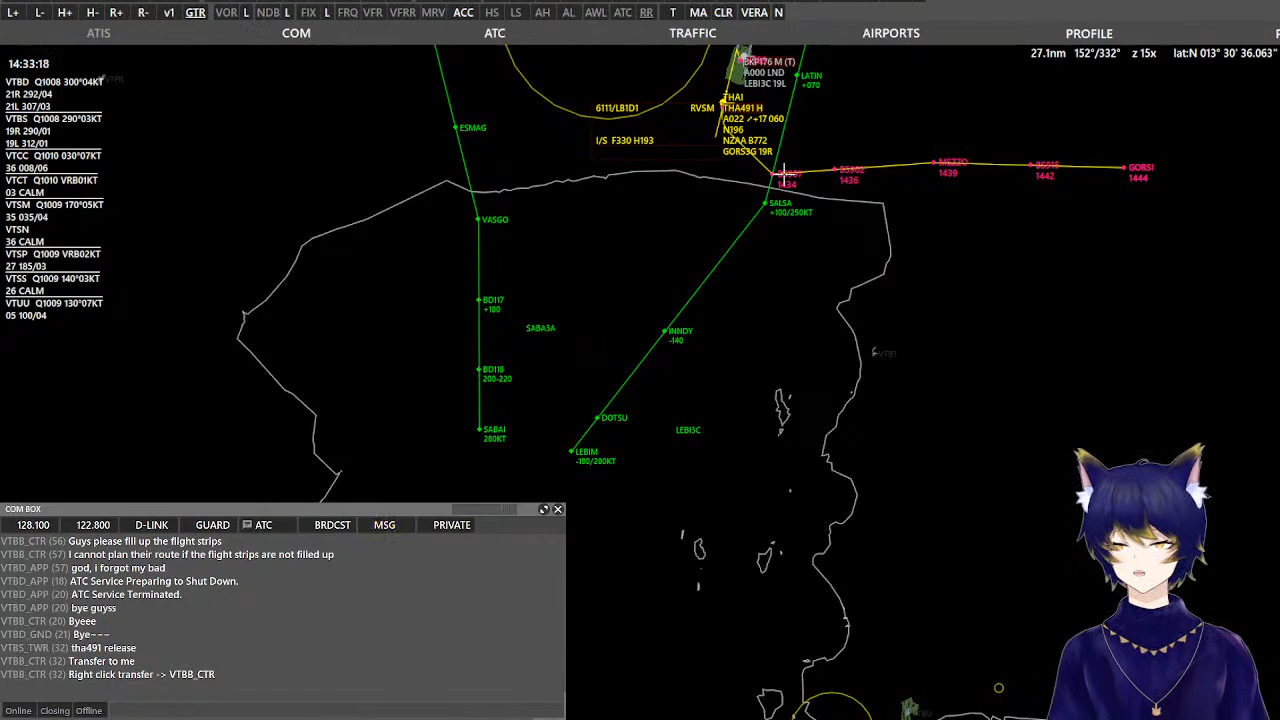 L+ L- H- R+ R- v1 GTR VOR L NDB L FIX L FRQ VFR VFRR MRV ACC HS LS AH AL AWL ATC RR T MA CLR VERA N
ATIS COM ATC TRAFFIC AIRPORTS PROFILE
27.1nm 152°/332° z 15x lat:N 013° 30' 36.063"
14:33:18
VTBD Q1008 300°04KT
21R 292/04
21L 307/03
VTBS Q1008 290°03KT
19R 290/01
19L 312/01
VTCC Q1010 030°07KT
36 008/06
VTCT Q1010 VRB01KT
03 CALM
VTSM Q1010 170°05KT
35 035/04
VTSN
36 CALM
VTSP Q1009 VRB02KT
27 185/03
VTSS Q1009 140°03KT
26 CALM
VTUU Q1009 130°07KT
05 100/04
M (T)
A000 LND
LEBI3C 19L
LATIN
+070
6111/LB1D1 RVSM
I/S F330 H193
THAI
THA491 H
A022 ↗+17 060
N196
NZAA B772
GORS3G 19R
ESMAG
1434
1436
MEZZO
1439
1442
GORSI
1444
SALSA
+100/250KT
VASGO
BD117
+180
SABA3A
INNDY
-140
BD118
200-220
DOTSU
SABAI
280KT
LEBI3C
LEBIM
-180/280KT
COM BOX
128.100 122.800 D-LINK GUARD ATC BRDCST MSG PRIVATE
VTBB_CTR (56) Guys please fill up the flight strips
VTBB_CTR (57) I cannot plan their route if the flight strips are not filled up
VTBD_APP (57) god, i forgot my bad
VTBD_APP (18) ATC Service Preparing to Shut Down.
VTBD_APP (20) ATC Service Terminated.
VTBD_APP (20) bye guyss
VTBB_CTR (20) Byeee
VTBD_GND (21) Bye~~~
VTBS_TWR (32) tha491 release
VTBB_CTR (32) Transfer to me
VTBB_CTR (32) Right click transfer -> VTBB_CTR
Online Closing Offline